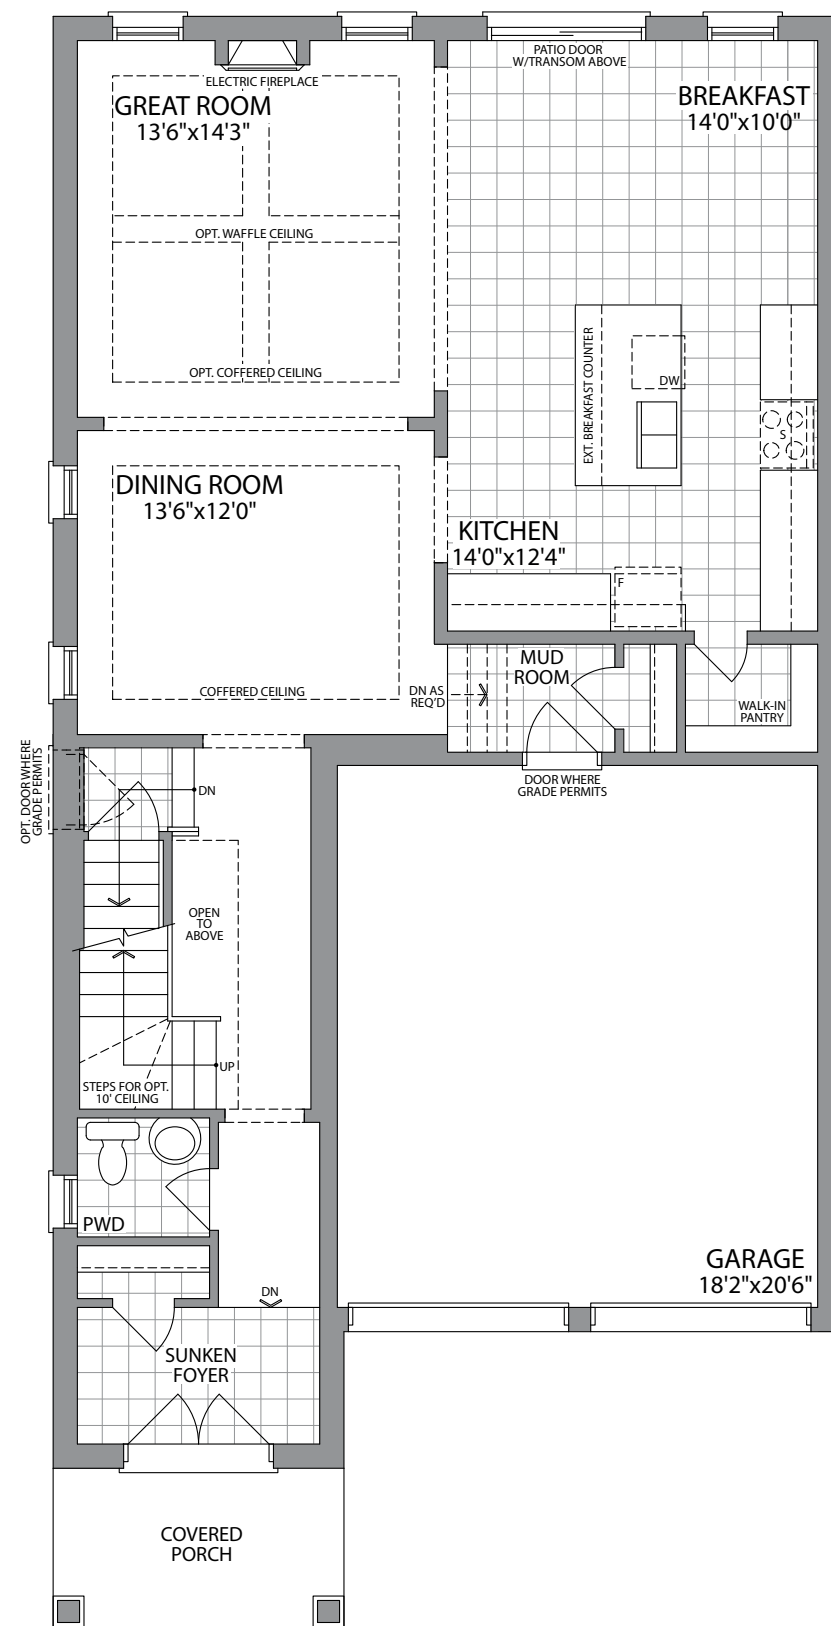 PATIO DOOR
W/TRANSOM ABOVE
ELECTRIC FIREPLACE
GREAT ROOM
13'6"x14'3"
BREAKFAST
14'0"x10'0"
OPT. WAFFLE CEILING
OPT. COFFERED CEILING
EXT. BREAKFAST COUNTER
DW
S
DINING ROOM
13'6"x12'0"
KITCHEN
14'0"x12'4"
F
COFFERED CEILING
DN AS
REQ'D
MUD
ROOM
WALK-IN
PANTRY
OPT. DOOR WHERE
GRADE PERMITS
DN
DOOR WHERE
GRADE PERMITS
OPEN
TO
ABOVE
UP
STEPS FOR OPT.
10' CEILING
PWD
GARAGE
18'2"x20'6"
DN
SUNKEN
FOYER
COVERED
PORCH